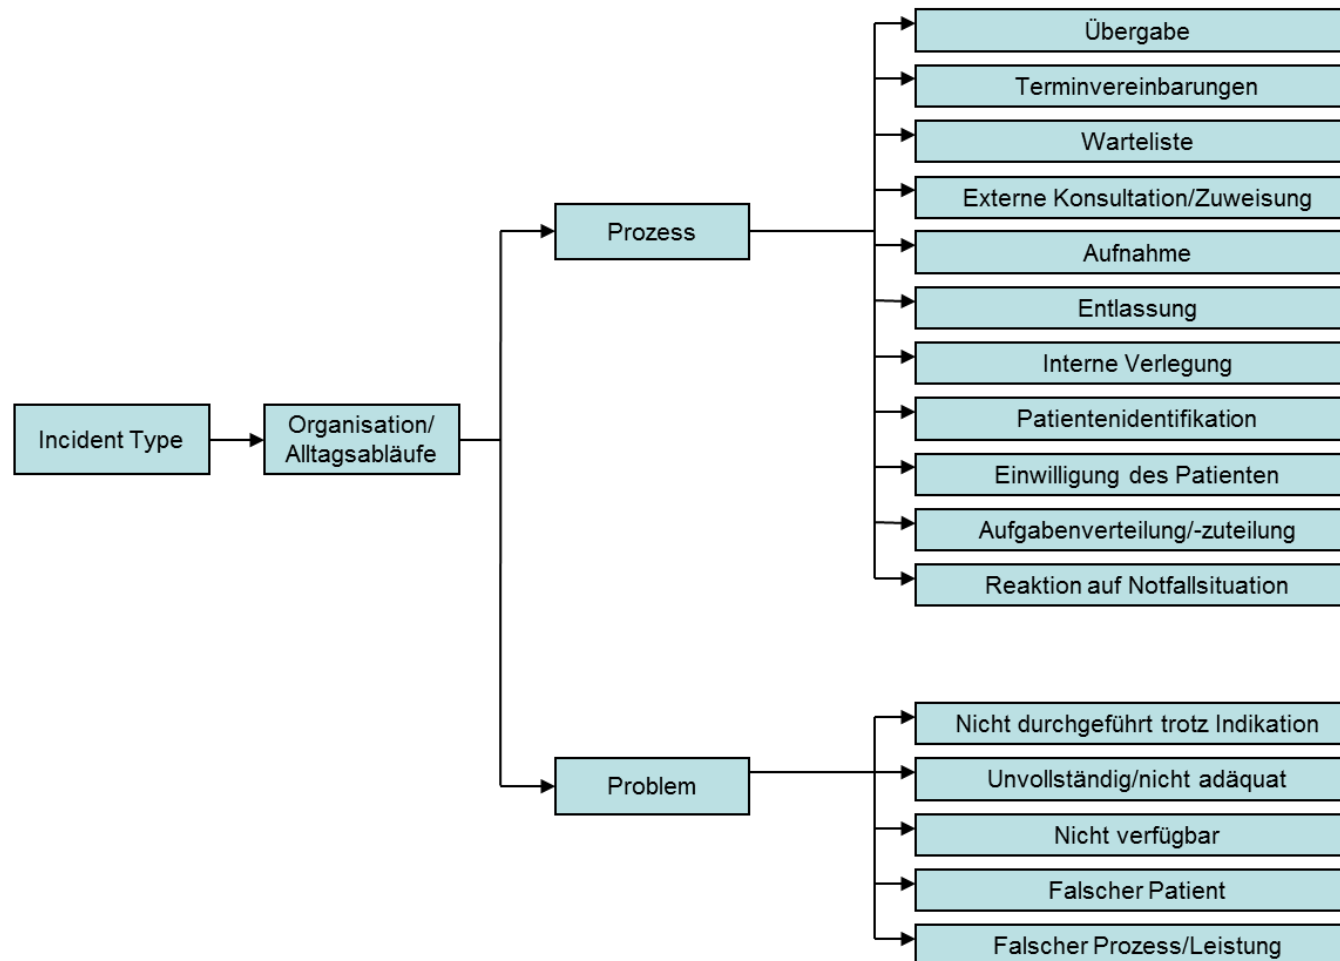 Incident Type
Organisation/
Alltagsabläufe
Prozess
Übergabe
Terminvereinbarungen
Warteliste
Externe Konsultation/Zuweisung
Aufnahme
Entlassung
Interne Verlegung
Patientenidentifikation
Einwilligung des Patienten
Aufgabenverteilung/-zuteilung
Reaktion auf Notfallsituation
Problem
Nicht durchgeführt trotz Indikation
Unvollständig/nicht adäquat
Nicht verfügbar
Falscher Patient
Falscher Prozess/Leistung